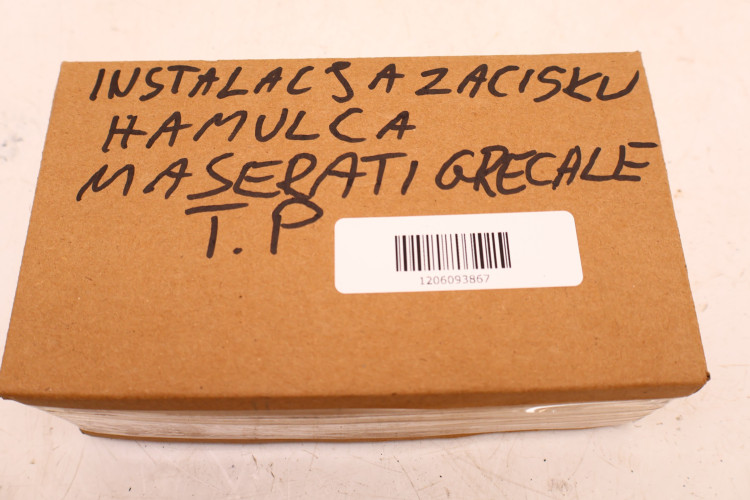 INSTALACJA ZACISKU
HAMULCA
MASERATI GRECALE
T.P
1206093867